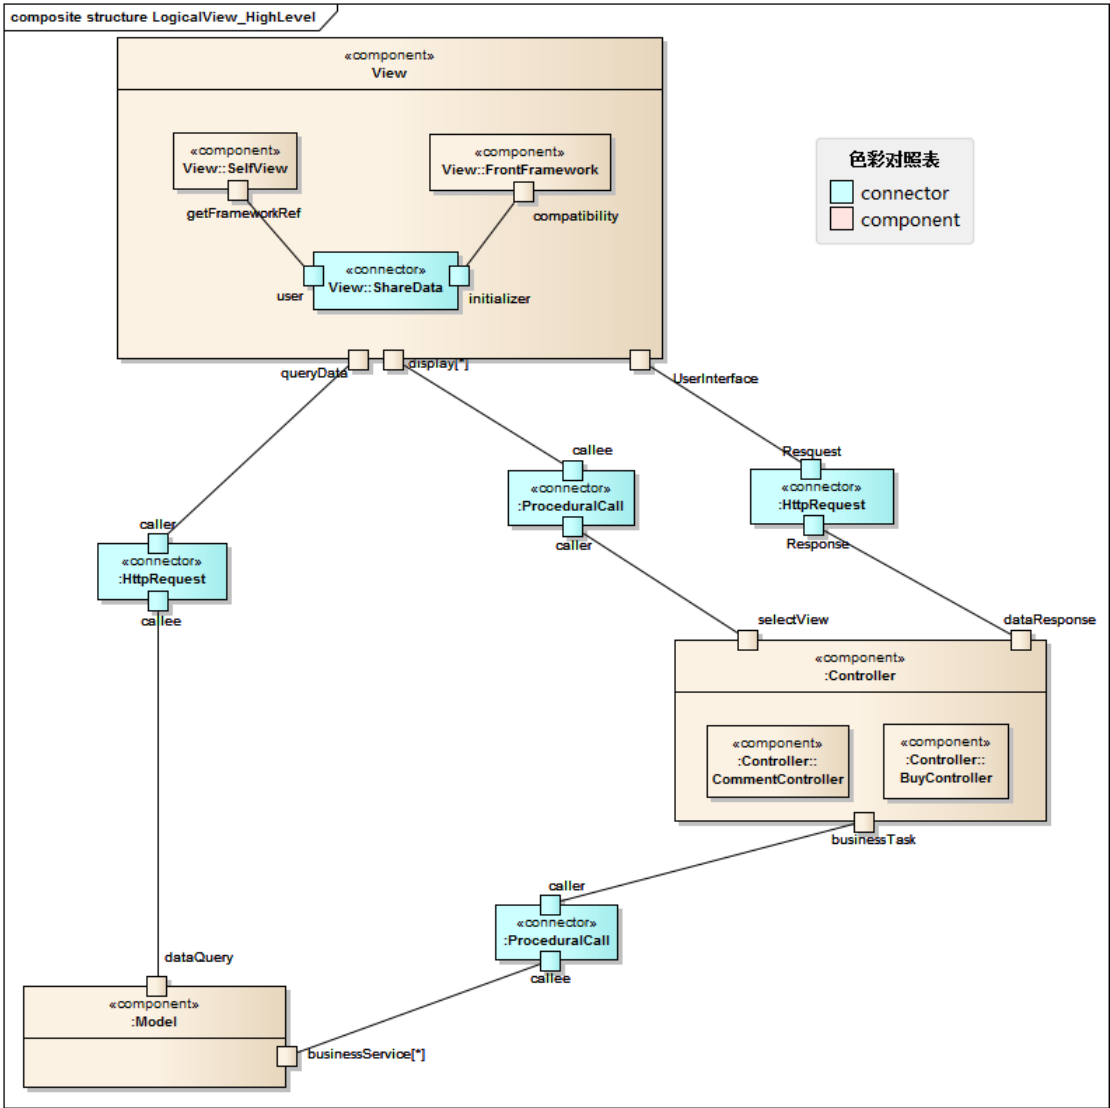 composite structure LogicalView_HighLevel
«component»
View
«component»
View::SelfView
getFrameworkRef
«component»
View::FrontFramework
compatibility
«connector»
View::ShareData
user
initializer
色彩对照表
connector
component
queryData
display[*]
UserInterface
callee
«connector»
:ProceduralCall
caller
Resquest
«connector»
:HttpRequest
Response
caller
«connector»
:HttpRequest
callee
selectView
dataResponse
«component»
:Controller
«component»
:Controller::
CommentController
«component»
:Controller::
BuyController
businessTask
caller
«connector»
:ProceduralCall
callee
dataQuery
«component»
:Model
businessService[*]